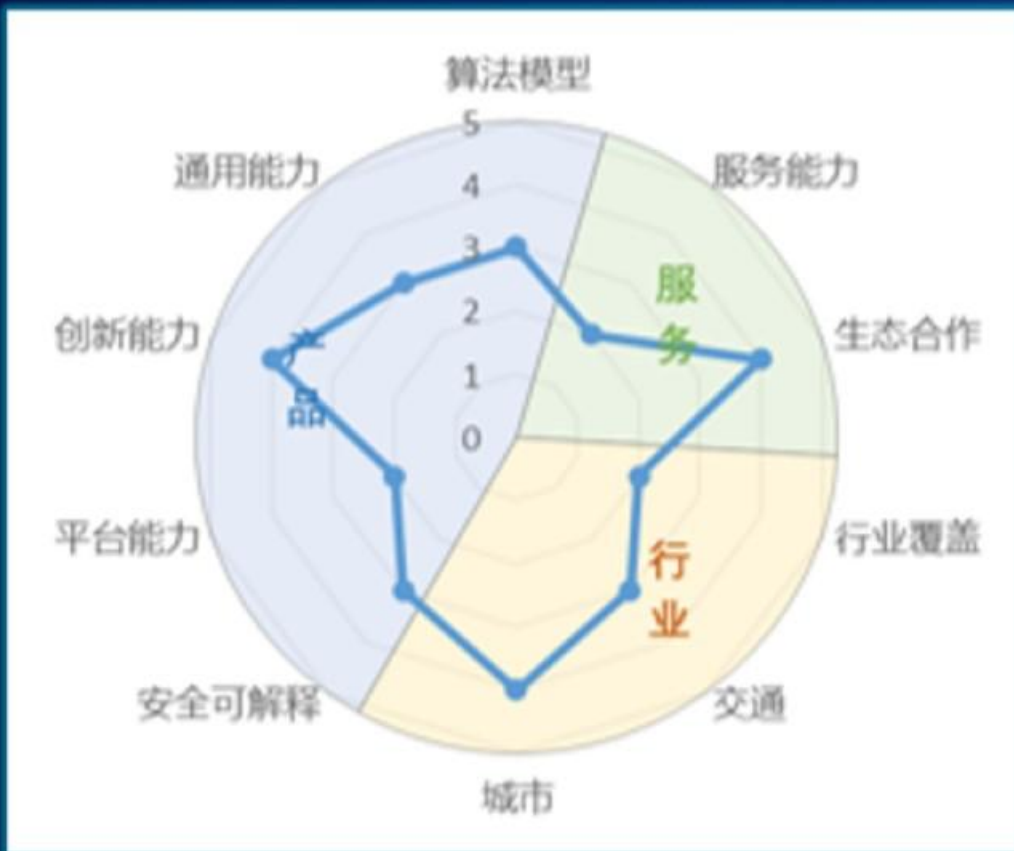 算法模型
5
通用能力
服务能力
4
3
服
务
2
创新能力
生态合作
产
品
1
0
平台能力
行业覆盖
行
业
安全可解释
交通
城市